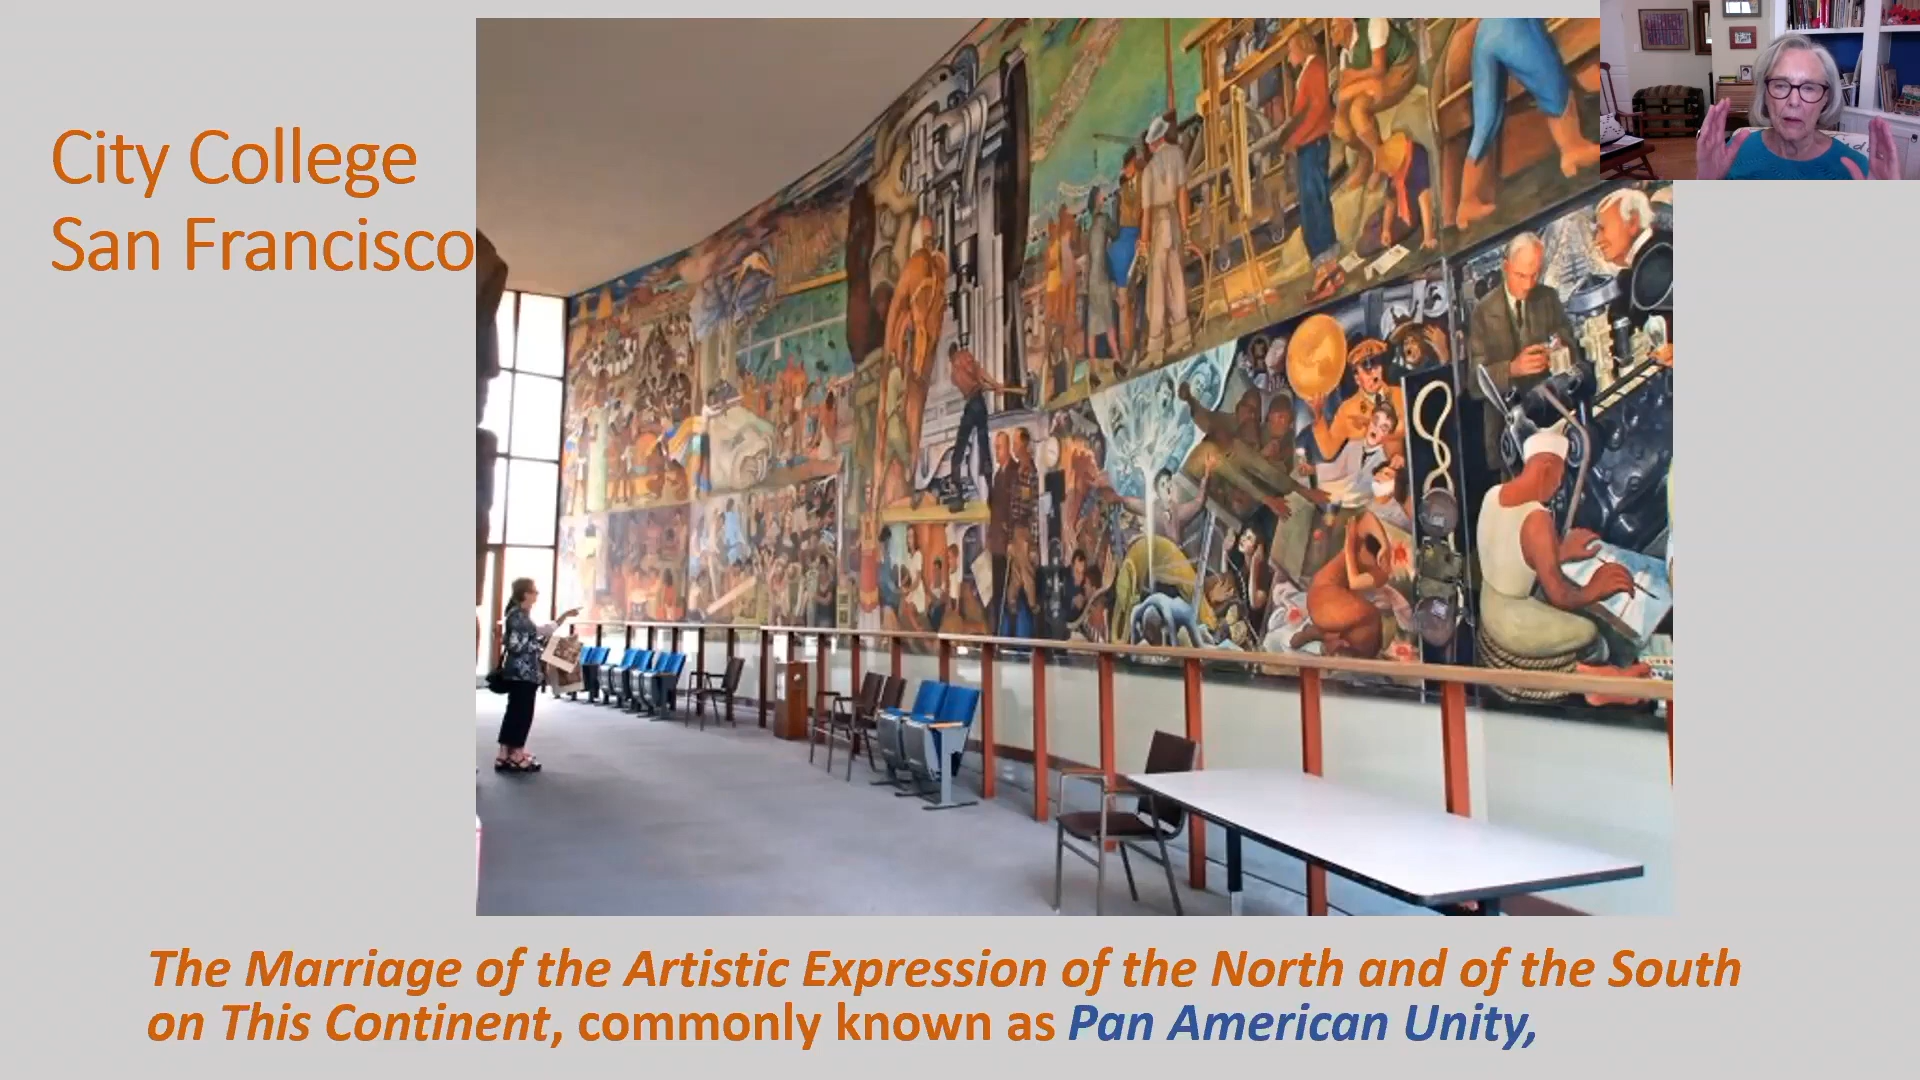 City College
San Francisco
The Marriage of the Artistic Expression of the North and of the South
on This Continent, commonly known as Pan American Unity,